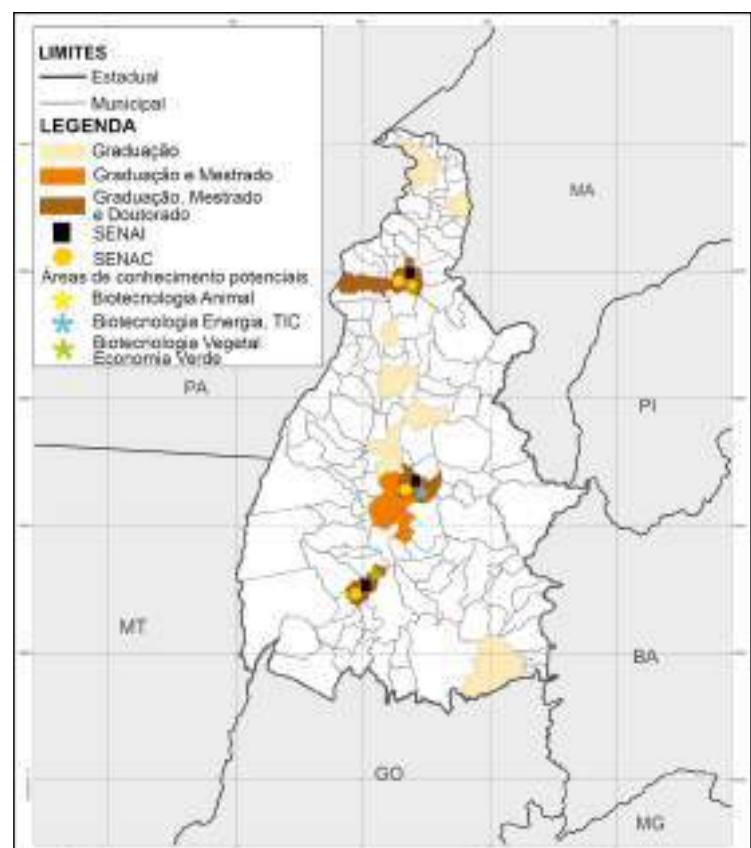 LIMITES
Estadual
Municipal
LEGENDA
Graduação
Graduação e Mestrado
Graduação, Mestrado
e Doutorado
SENAI
SENAC
Áreas de conhecimento potenciais
Biotecnologia Animal
Biotecnologia Energia, TIC
Biotecnologia Vegetal
Economia Verde
MA
PA
PI
MT
BA
GO
MG